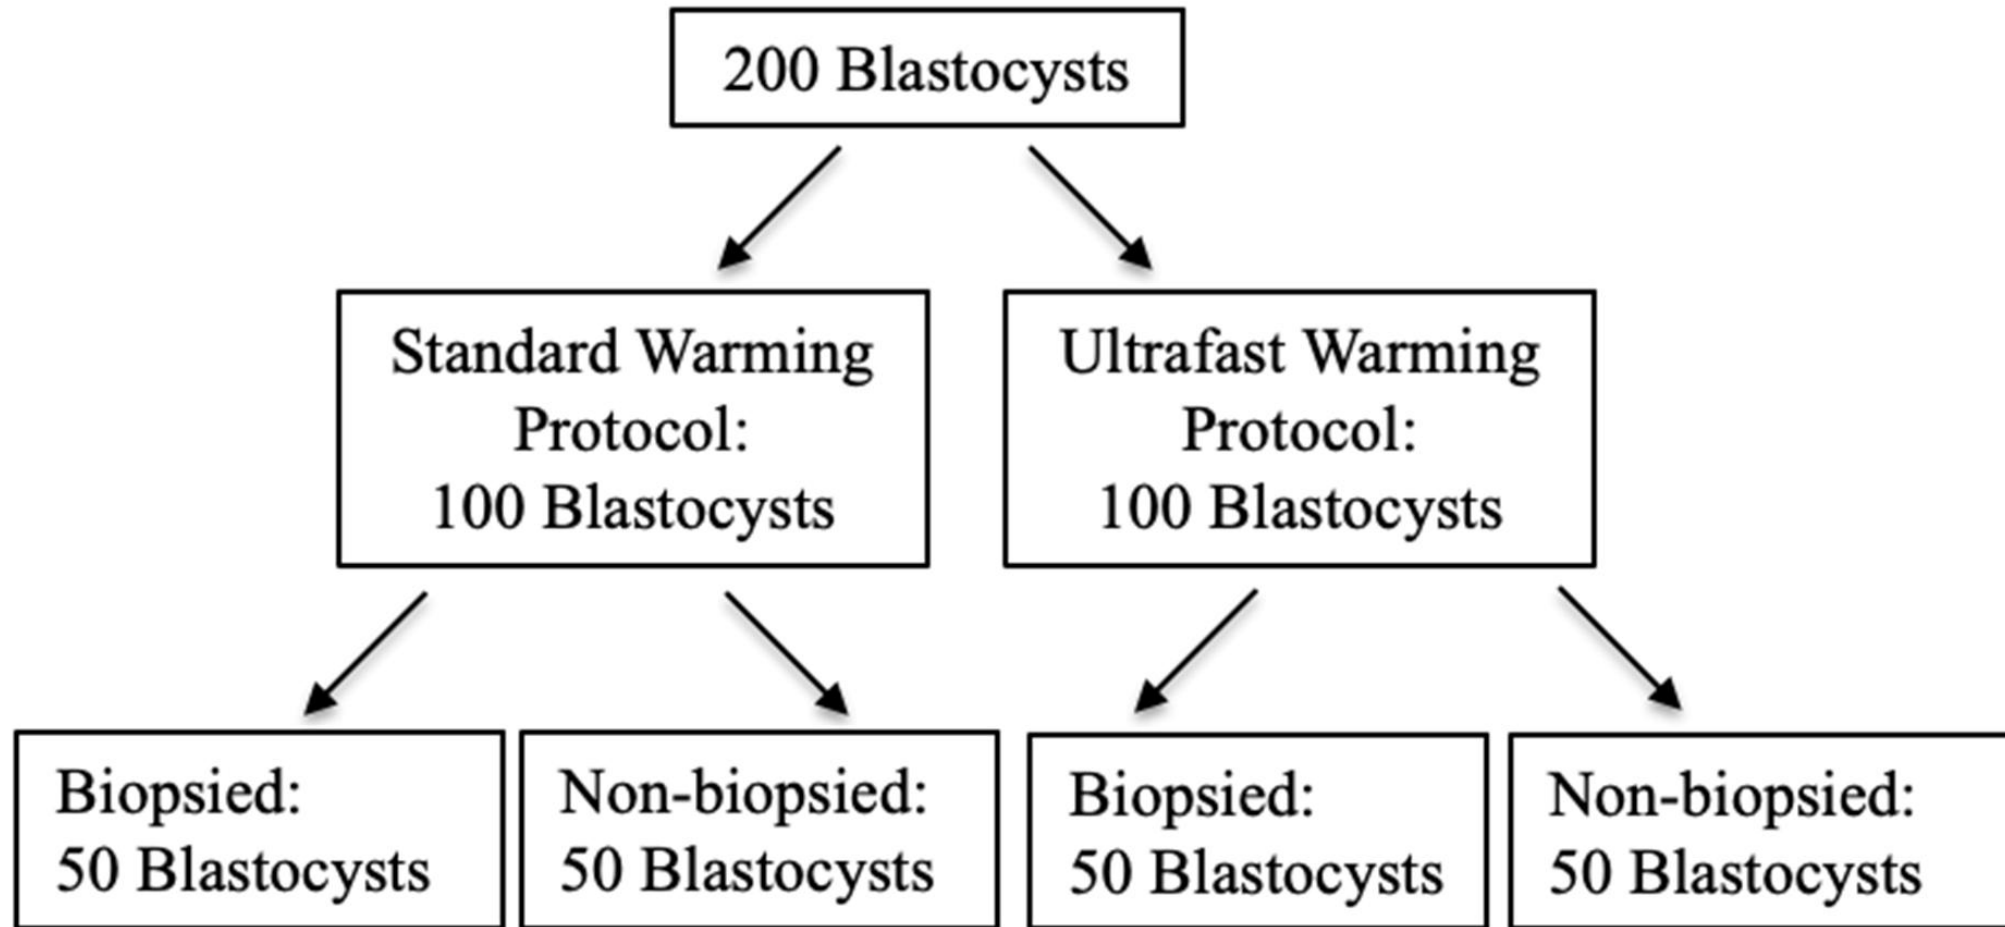 200 Blastocysts
Standard Warming
Protocol:
100 Blastocysts
Ultrafast Warming
Protocol:
100 Blastocysts
Biopsied:
50 Blastocysts
Non-biopsied:
50 Blastocysts
Biopsied:
50 Blastocysts
Non-biopsied:
50 Blastocysts